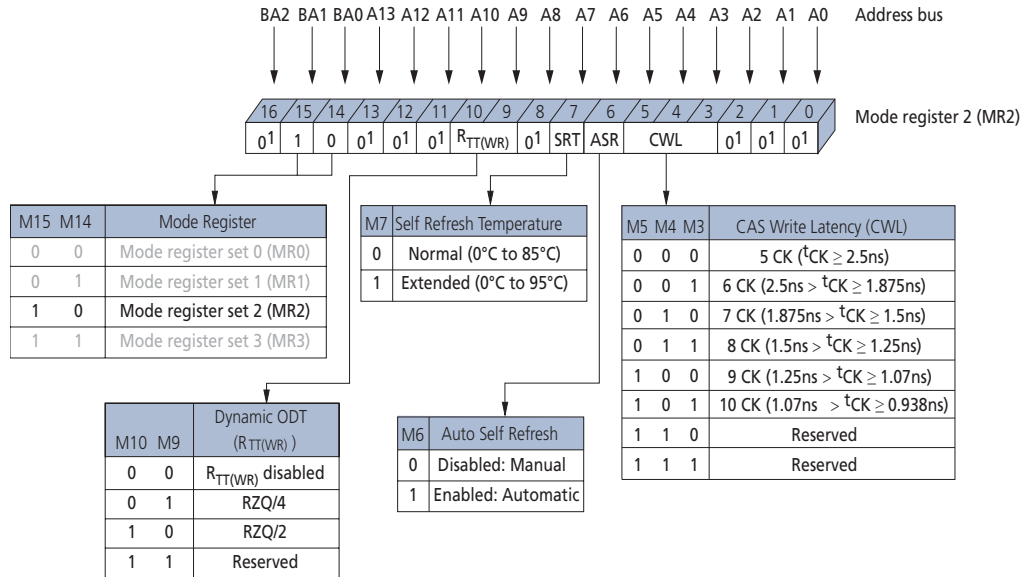 BA2 BA1 BA0 A13 A12 A11 A10 A9 A8 A7 A6 A5 A4 A3 A2 A1 A0 Address bus
16 15 14 13 12 11 10 9 8 7 6 5 4 3 2 1 0 Mode register 2 (MR2)
0¹ 1 0 0¹ 0¹ 0¹ RTT(WR) 0¹ SRT ASR CWL 0¹ 0¹ 0¹
M15 M14 Mode Register
0 0 Mode register set 0 (MR0)
0 1 Mode register set 1 (MR1)
1 0 Mode register set 2 (MR2)
1 1 Mode register set 3 (MR3)
M7 Self Refresh Temperature
0 Normal (0°C to 85°C)
1 Extended (0°C to 95°C)
M5 M4 M3 CAS Write Latency (CWL)
0 0 0 5 CK (tCK ≥ 2.5ns)
0 0 1 6 CK (2.5ns > tCK ≥ 1.875ns)
0 1 0 7 CK (1.875ns > tCK ≥ 1.5ns)
0 1 1 8 CK (1.5ns > tCK ≥ 1.25ns)
1 0 0 9 CK (1.25ns > tCK ≥ 1.07ns)
1 0 1 10 CK (1.07ns > tCK ≥ 0.938ns)
1 1 0 Reserved
1 1 1 Reserved
M10 M9 Dynamic ODT
(RTT(WR) )
0 0 RTT(WR) disabled
0 1 RZQ/4
1 0 RZQ/2
1 1 Reserved
M6 Auto Self Refresh
0 Disabled: Manual
1 Enabled: Automatic